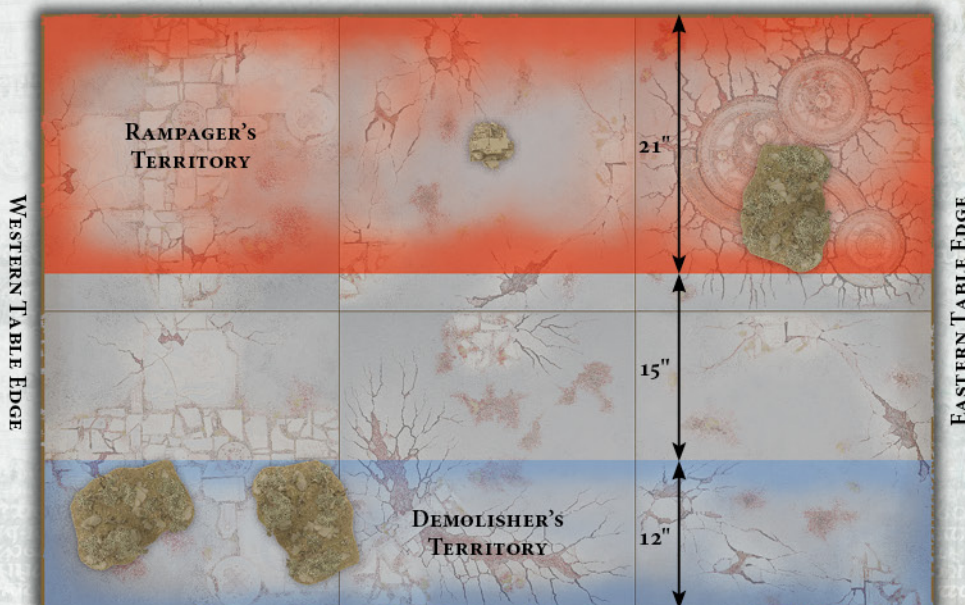 Rampager's
Territory
21"
Western Table Edge
Eastern Table Edge
15"
Demolisher's
Territory
12"